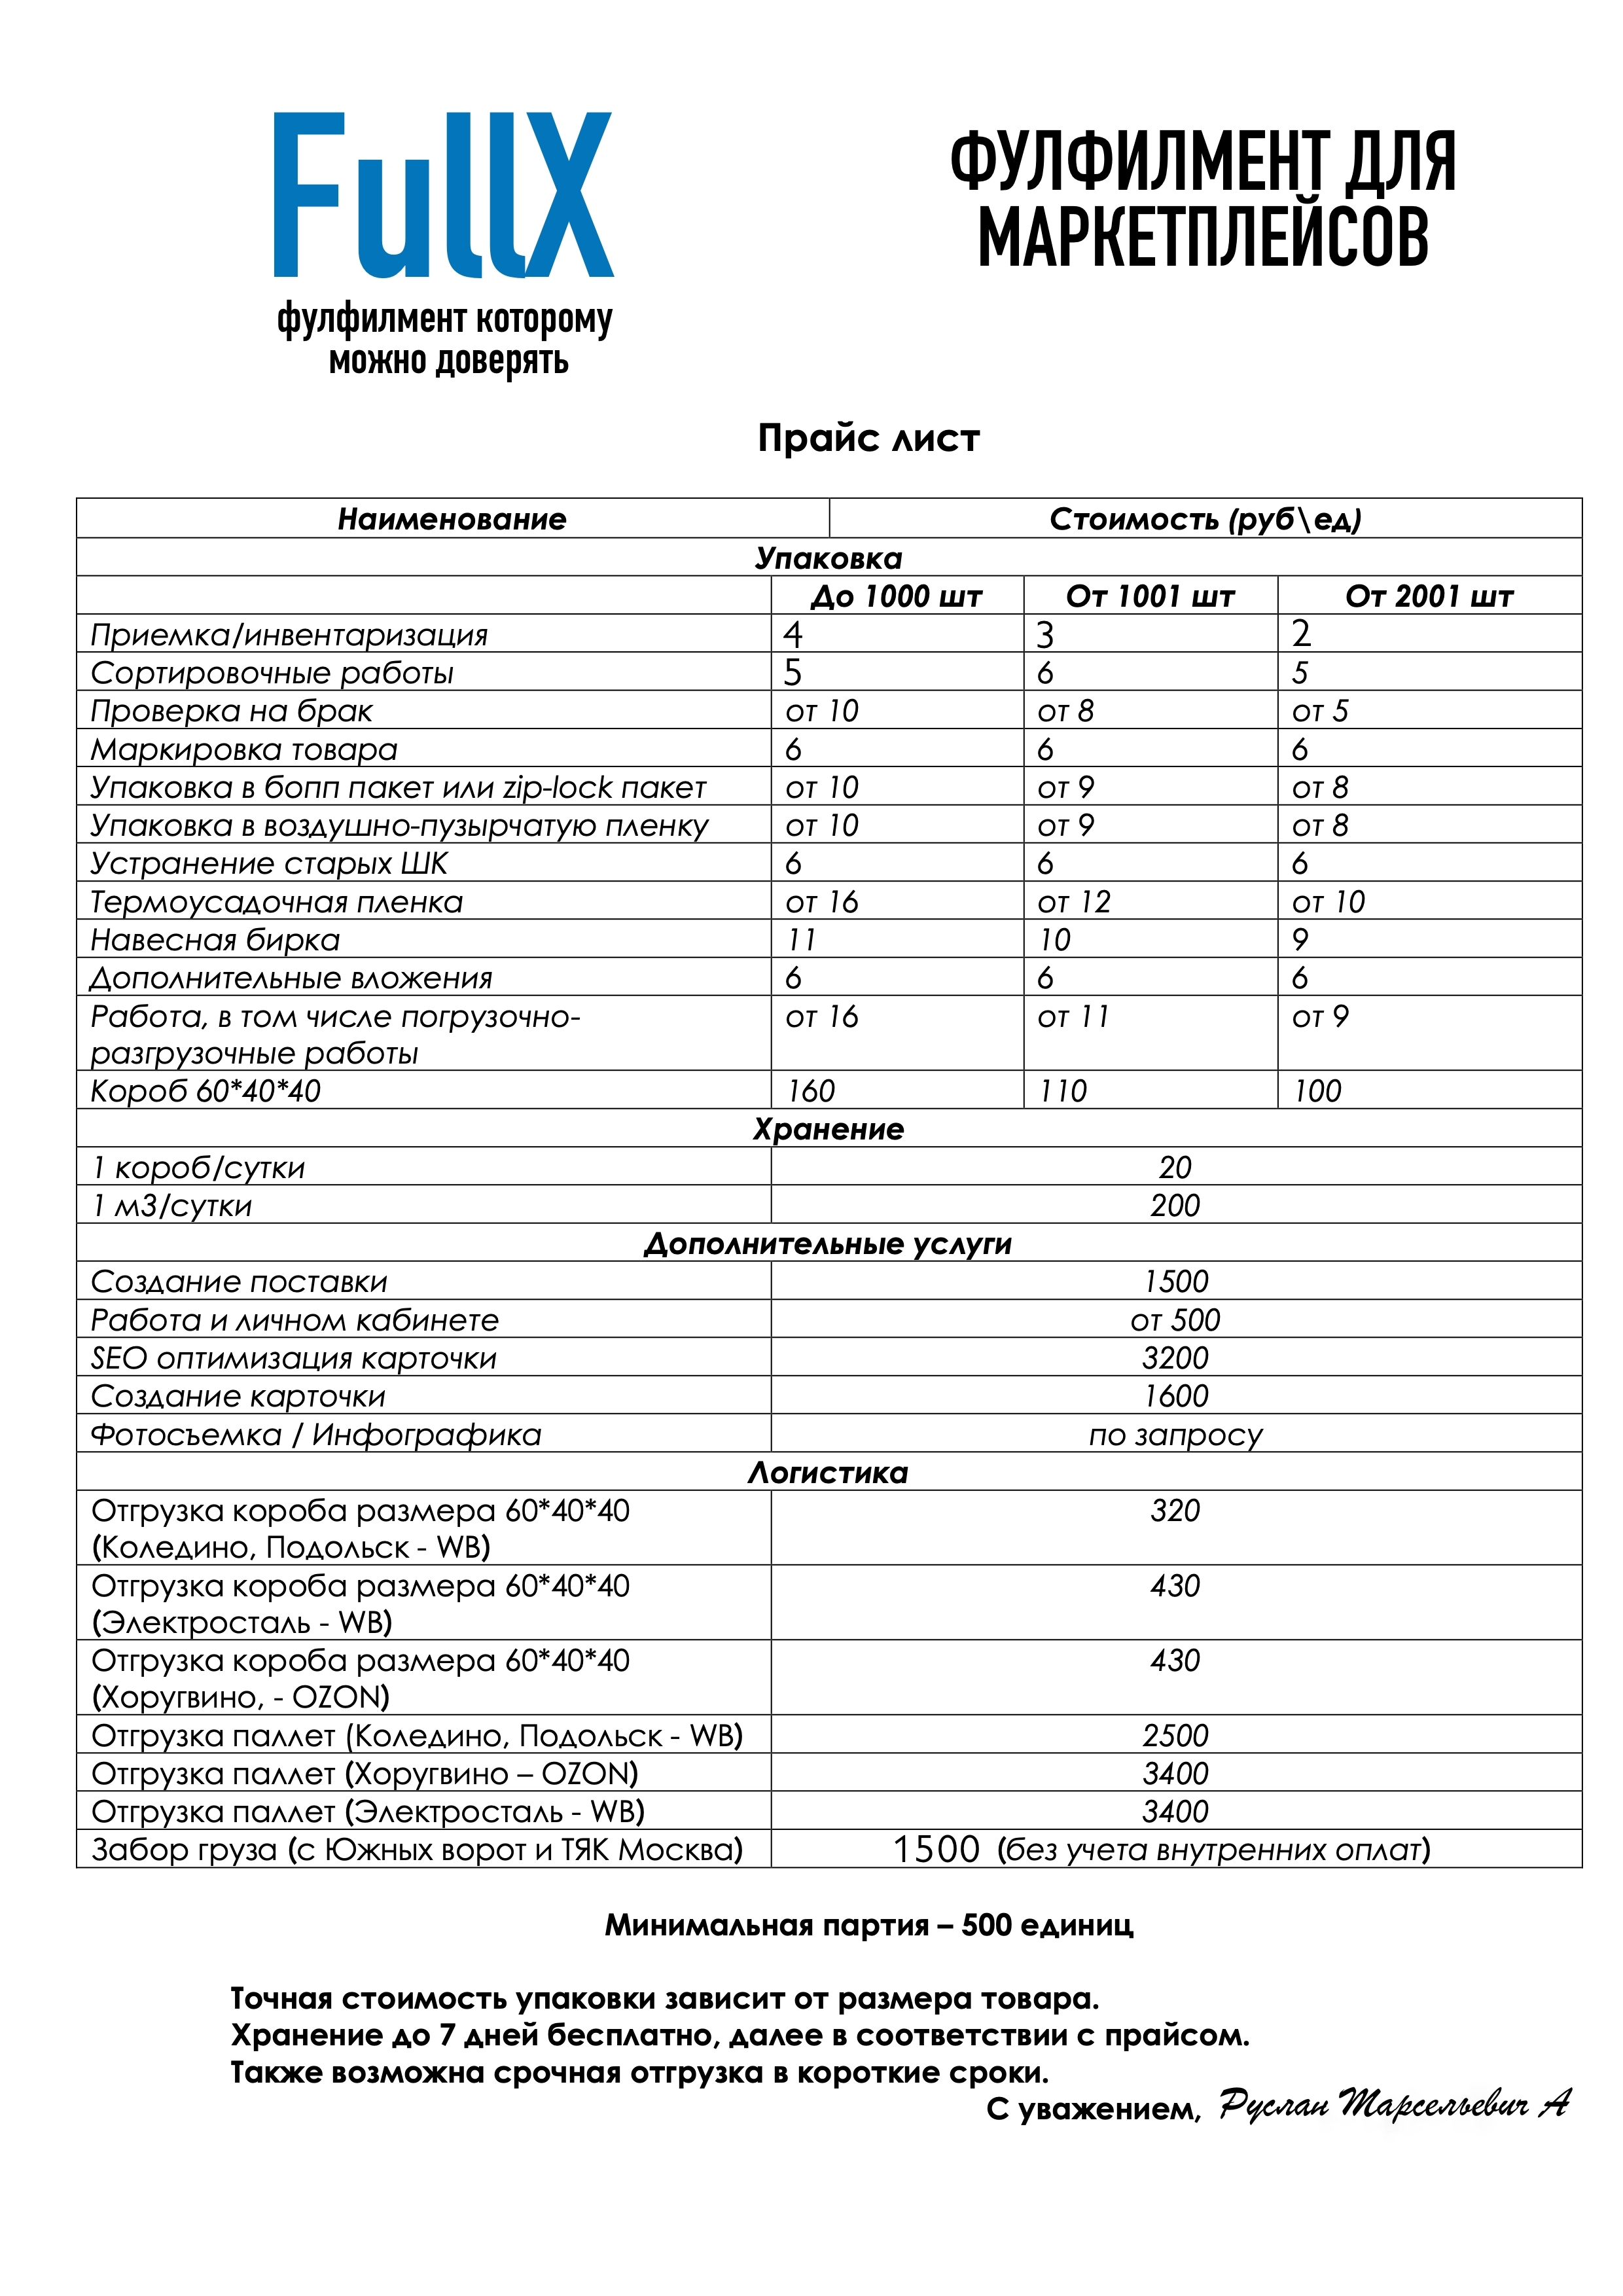 FullX
фулфилмент которому
можно доверять
ФУЛФИЛМЕНТ ДЛЯ
МАРКЕТПЛЕЙСОВ
Прайс лист
Наименование Стоимость (руб\ед)
Упаковка
До 1000 шт От 1001 шт От 2001 шт
Приемка/инвентаризация 4 3 2
Сортировочные работы 5 6 5
Проверка на брак от 10 от 8 от 5
Маркировка товара 6 6 6
Упаковка в бопп пакет или zip-lock пакет от 10 от 9 от 8
Упаковка в воздушно-пузырчатую пленку от 10 от 9 от 8
Устранение старых ШК 6 6 6
Термоусадочная пленка от 16 от 12 от 10
Навесная бирка 11 10 9
Дополнительные вложения 6 6 6
Работа, в том числе погрузочно- от 16 от 11 от 9
разгрузочные работы
Короб 60*40*40 160 110 100
Хранение
1 короб/сутки 20
1 м3/сутки 200
Дополнительные услуги
Создание поставки 1500
Работа и личном кабинете от 500
SEO оптимизация карточки 3200
Создание карточки 1600
Фотосъемка / Инфографика по запросу
Логистика
Отгрузка короба размера 60*40*40 320
(Коледино, Подольск - WB)
Отгрузка короба размера 60*40*40 430
(Электросталь - WB)
Отгрузка короба размера 60*40*40 430
(Хоругвино, - OZON)
Отгрузка паллет (Коледино, Подольск - WB) 2500
Отгрузка паллет (Хоругвино – OZON) 3400
Отгрузка паллет (Электросталь - WB) 3400
Забор груза (с Южных ворот и ТЯК Москва) 1500 (без учета внутренних оплат)
Минимальная партия – 500 единиц
Точная стоимость упаковки зависит от размера товара.
Хранение до 7 дней бесплатно, далее в соответствии с прайсом.
Также возможна срочная отгрузка в короткие сроки.
С уважением, Руслан Марсельевич А